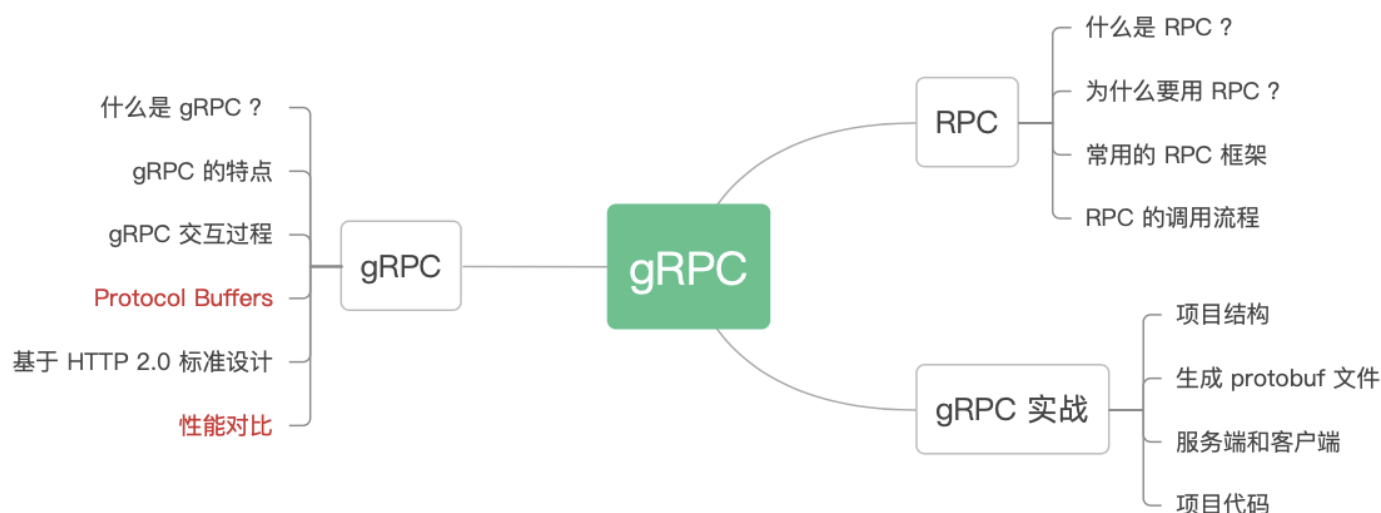 gRPC
RPC
什么是 RPC ?
为什么要用 RPC ?
常用的 RPC 框架
RPC 的调用流程
gRPC 实战
项目结构
生成 protobuf 文件
服务端和客户端
项目代码
gRPC
什么是 gRPC ?
gRPC 的特点
gRPC 交互过程
Protocol Buffers
基于 HTTP 2.0 标准设计
性能对比